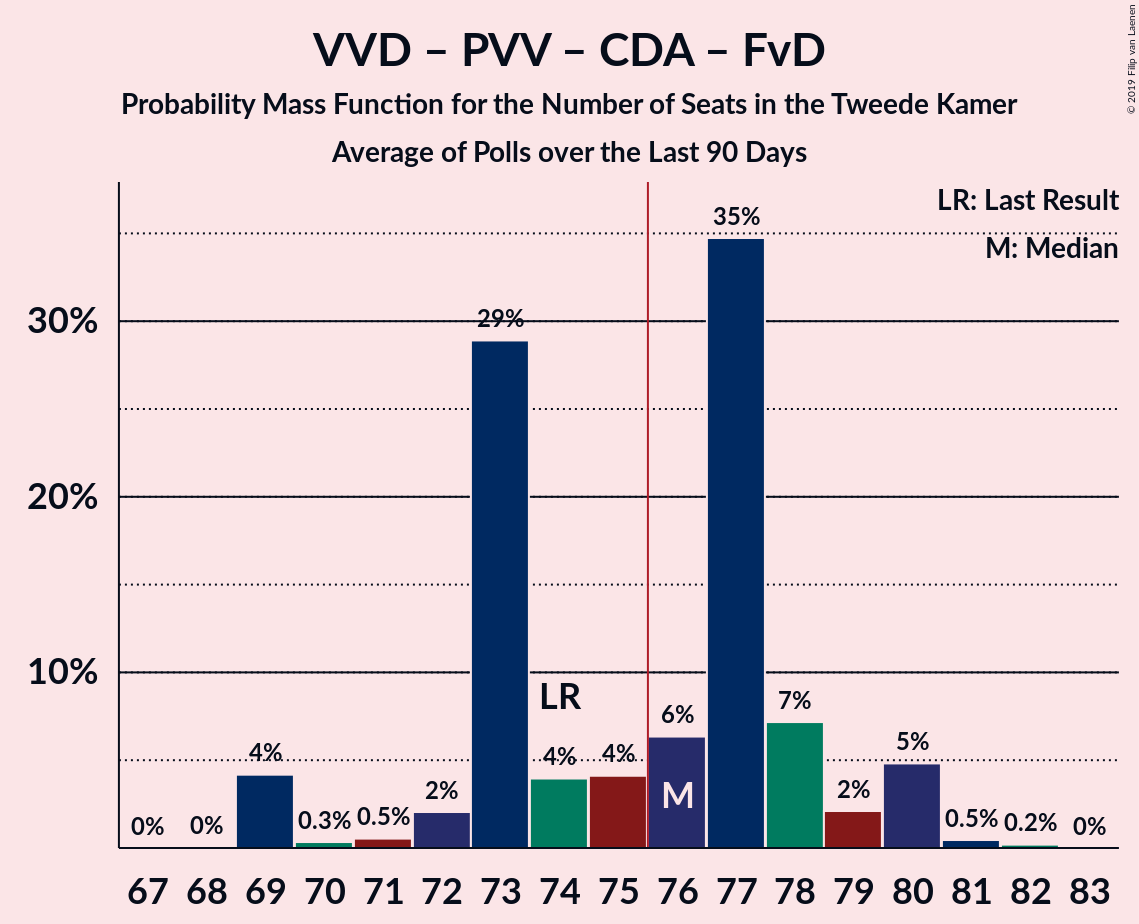 VVD – PVV – CDA – FvD
Probability Mass Function for the Number of Seats in the Tweede Kamer
Average of Polls over the Last 90 Days
© 2019 Filip van Laenen
LR: Last Result
M: Median
35%
30%
29%
20%
10%
LR
7%
6%
5%
4%
4%
4%
M
2%
2%
0%
0%
0.3%
0.5%
0.5%
0.2%
0%
67 68 69 70 71 72 73 74 75 76 77 78 79 80 81 82 83